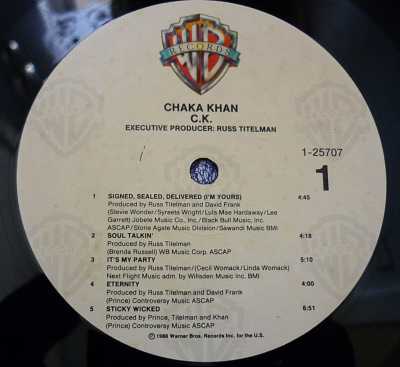 WB
RECORDS
CHAKA KHAN
C.K.
EXECUTIVE PRODUCER: RUSS TITELMAN
1-25707
1
1 SIGNED, SEALED, DELIVERED (I'M YOURS) 4:45
Produced by Russ Titelman and David Frank
(Stevie Wonder/Syreeta Wright/Lula Mae Hardaway/Lee
Garrett) Jobete Music Co., Inc./Black Bull Music, Inc.
ASCAP/Stone Agate Music Division/Sawandi Music BMI
2 SOUL TALKIN' 4:18
Produced by Russ Titelman
(Brenda Russell) WB Music Corp. ASCAP
3 IT'S MY PARTY 5:10
Produced by Russ Titelman/(Cecil Womack/Linda Womack)
Next Flight Music adm. by Willesden Music Inc. BMI
4 ETERNITY 4:00
Produced by Russ Titelman and David Frank
(Prince) Controversy Music ASCAP
5 STICKY WICKED 6:51
Produced by Prince, Titelman and Khan
(Prince) Controversy Music ASCAP
© 1988 Warner Bros. Records Inc. for the U.S.